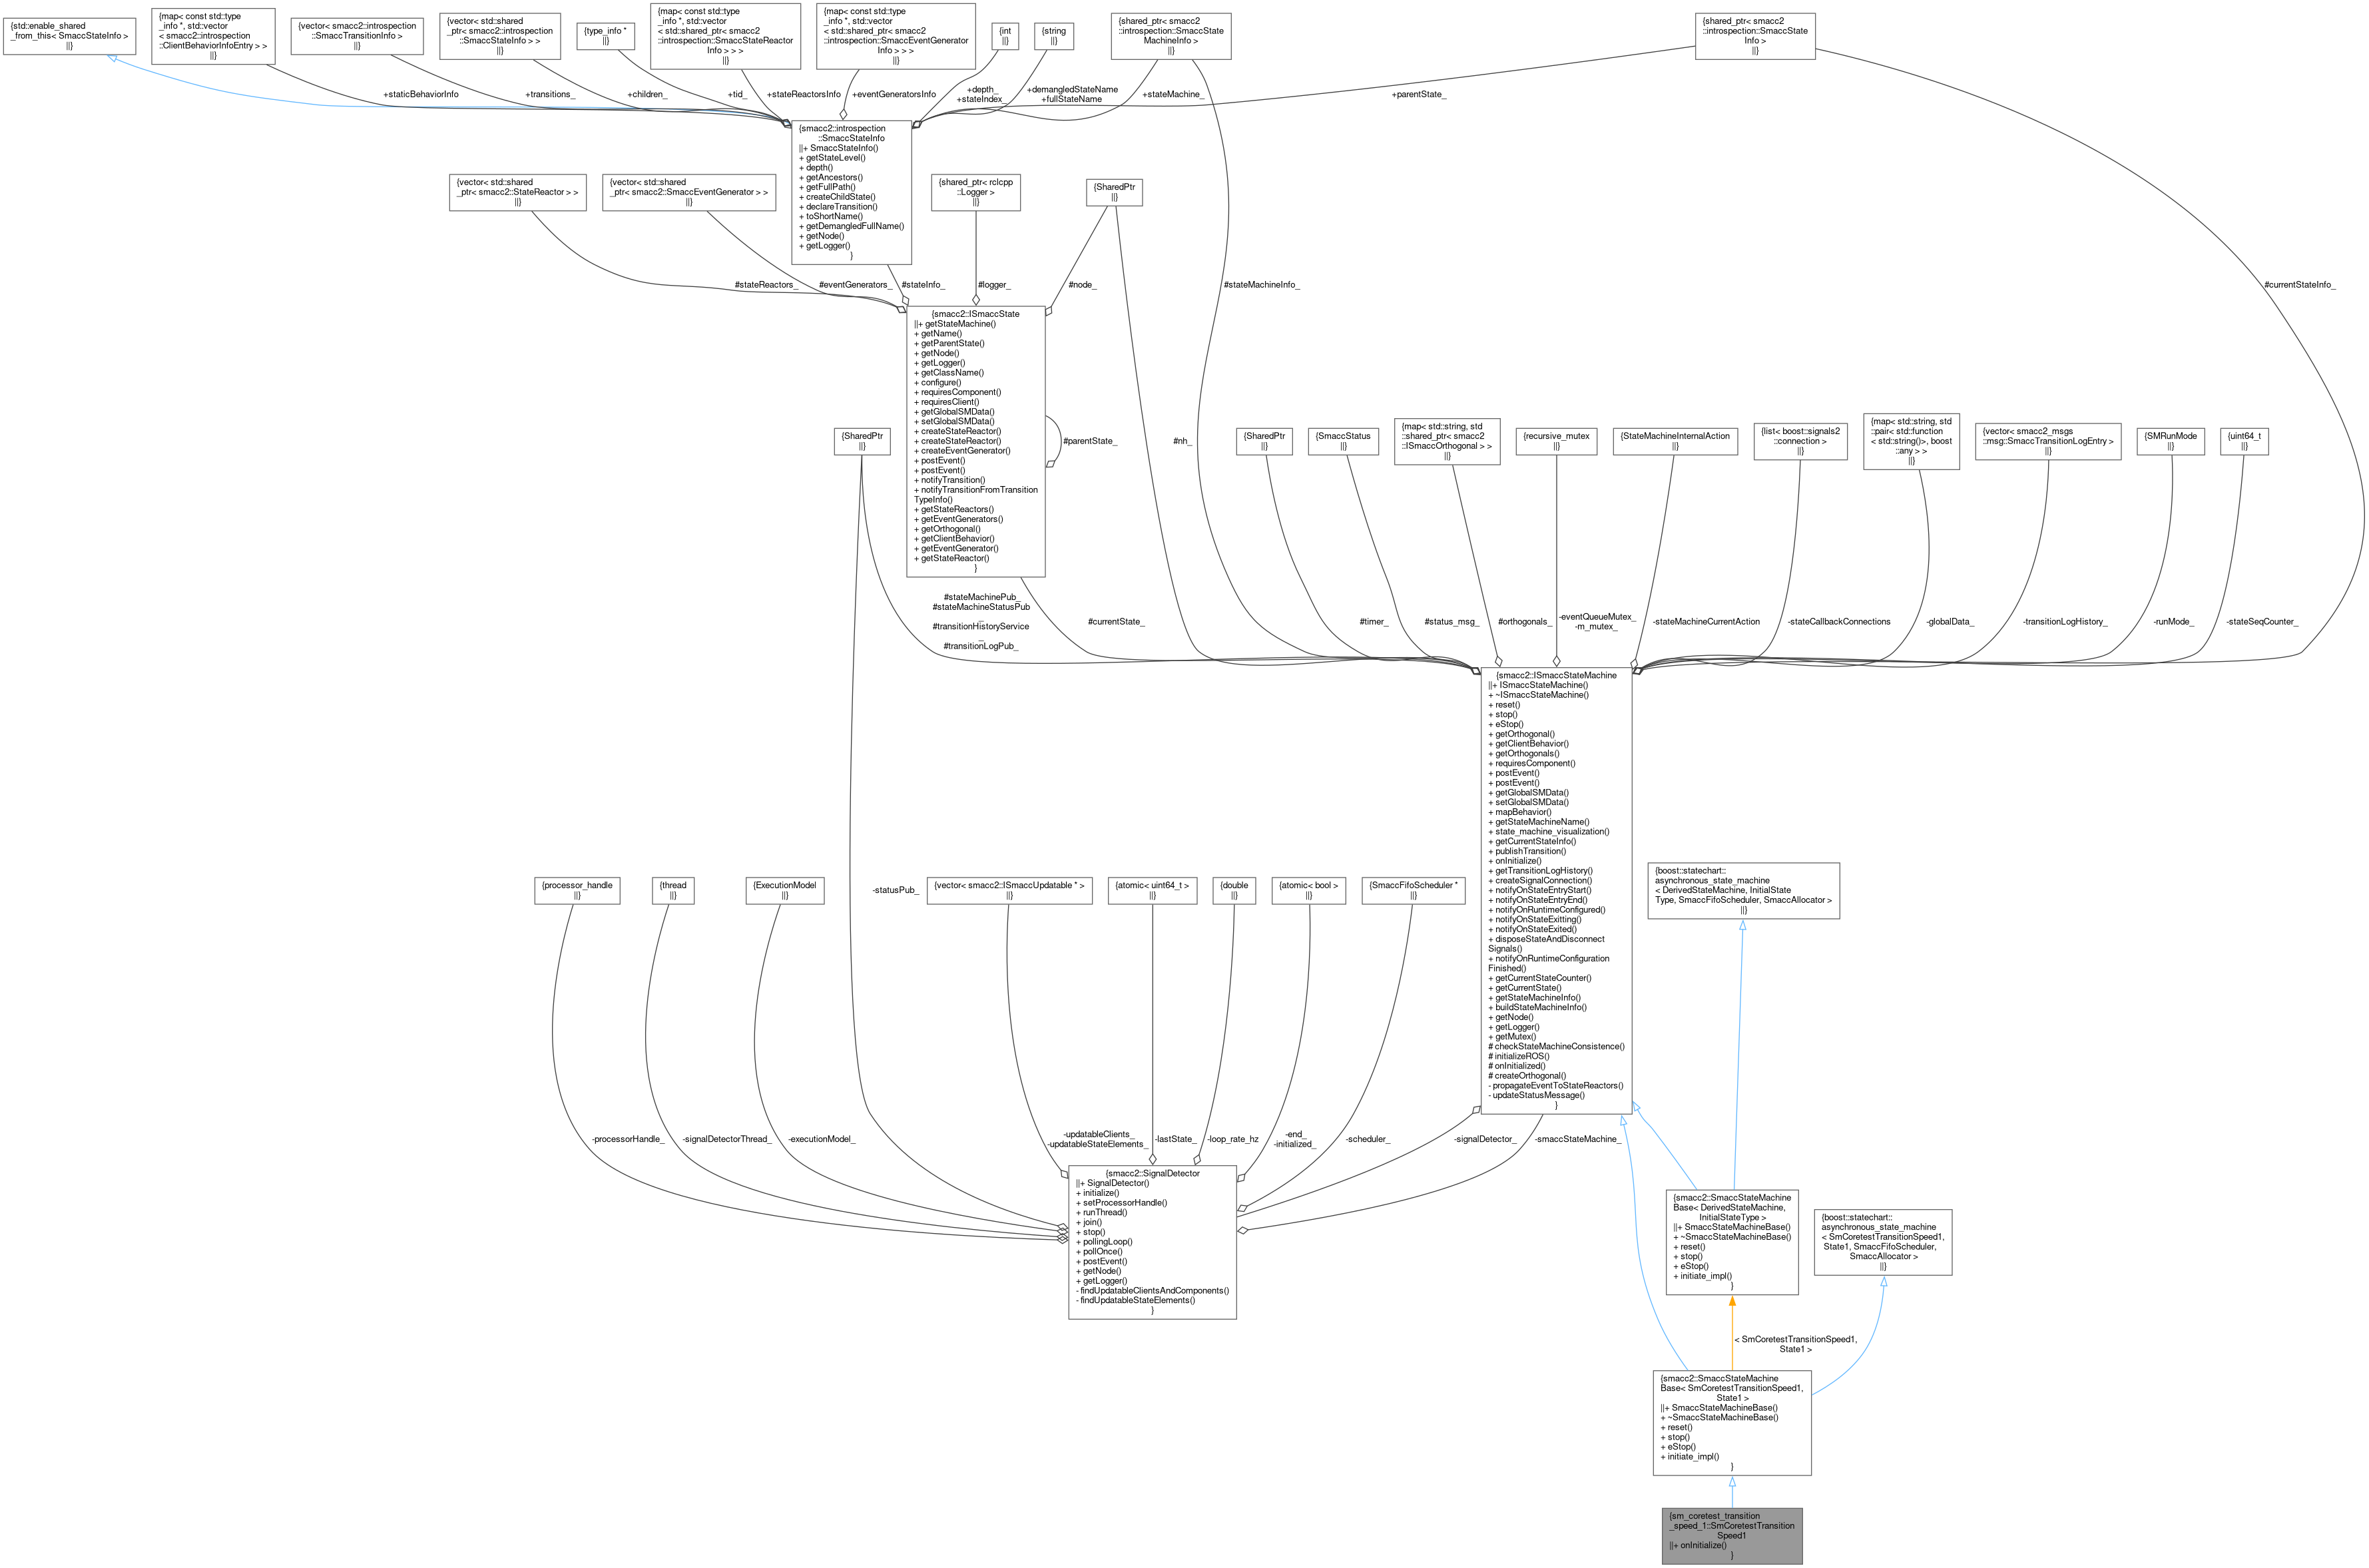 {std::enable_shared
_from_this< SmaccStateInfo >
||}
{map< const std::type
_info *, std::vector
< smacc2::introspection
::ClientBehaviorInfoEntry > >
||}
{vector< smacc2::introspection
::SmaccTransitionInfo >
||}
{vector< std::shared
_ptr< smacc2::introspection
::SmaccStateInfo > >
||}
{type_info *
||}
{map< const std::type
_info *, std::vector
< std::shared_ptr< smacc2
::introspection::SmaccStateReactor
Info > > >
||}
{map< const std::type
_info *, std::vector
< std::shared_ptr< smacc2
::introspection::SmaccEventGenerator
Info > > >
||}
{int
||}
{string
||}
{shared_ptr< smacc2
::introspection::SmaccState
MachineInfo >
||}
{shared_ptr< smacc2
::introspection::SmaccState
Info >
||}
+staticBehaviorInfo
+transitions_
+children_
+tid_
+stateReactorsInfo
+eventGeneratorsInfo
+depth_
+stateIndex_
+demangledStateName
+fullStateName
+stateMachine_
+parentState_
{smacc2::introspection
::SmaccStateInfo
||+ SmaccStateInfo()
+ getStateLevel()
+ depth()
+ getAncestors()
+ getFullPath()
+ createChildState()
+ declareTransition()
+ toShortName()
+ getDemangledFullName()
+ getNode()
+ getLogger()
}
{vector< std::shared
_ptr< smacc2::StateReactor > >
||}
{vector< std::shared
_ptr< smacc2::SmaccEventGenerator > >
||}
{shared_ptr< rclcpp
::Logger >
||}
{SharedPtr
||}
#stateReactors_
#eventGenerators_
#stateInfo_
#logger_
#node_
#stateMachineInfo_
#currentStateInfo_
{smacc2::ISmaccState
||+ getStateMachine()
+ getName()
+ getParentState()
+ getNode()
+ getLogger()
+ getClassName()
+ configure()
+ requiresComponent()
+ requiresClient()
+ getGlobalSMData()
+ setGlobalSMData()
+ createStateReactor()
+ createStateReactor()
+ createEventGenerator()
+ postEvent()
+ postEvent()
+ notifyTransition()
+ notifyTransitionFromTransition
TypeInfo()
+ getStateReactors()
+ getEventGenerators()
+ getOrthogonal()
+ getClientBehavior()
+ getEventGenerator()
+ getStateReactor()
}
#parentState_
#nh_
{SharedPtr
||}
{SharedPtr
||}
{SmaccStatus
||}
{map< std::string, std
::shared_ptr< smacc2
::ISmaccOrthogonal > >
||}
{recursive_mutex
||}
{StateMachineInternalAction
||}
{list< boost::signals2
::connection >
||}
{map< std::string, std
::pair< std::function
< std::string()>, boost
::any > >
||}
{vector< smacc2_msgs
::msg::SmaccTransitionLogEntry >
||}
{SMRunMode
||}
{uint64_t
||}
#stateMachinePub_
#stateMachineStatusPub
_
#transitionHistoryService
_
#transitionLogPub_
#currentState_
#timer_
#status_msg_
#orthogonals_
-eventQueueMutex_
-m_mutex_
-stateMachineCurrentAction
-stateCallbackConnections
-globalData_
-transitionLogHistory_
-runMode_
-stateSeqCounter_
{smacc2::ISmaccStateMachine
||+ ISmaccStateMachine()
+ ~ISmaccStateMachine()
+ reset()
+ stop()
+ eStop()
+ getOrthogonal()
+ getClientBehavior()
+ getOrthogonals()
+ requiresComponent()
+ postEvent()
+ postEvent()
+ getGlobalSMData()
+ setGlobalSMData()
+ mapBehavior()
+ getStateMachineName()
+ state_machine_visualization()
+ getCurrentStateInfo()
+ publishTransition()
+ onInitialize()
+ getTransitionLogHistory()
+ createSignalConnection()
+ notifyOnStateEntryStart()
+ notifyOnStateEntryEnd()
+ notifyOnRuntimeConfigured()
+ notifyOnStateExitting()
+ notifyOnStateExited()
+ disposeStateAndDisconnect
Signals()
+ notifyOnRuntimeConfiguration
Finished()
+ getCurrentStateCounter()
+ getCurrentState()
+ getStateMachineInfo()
+ buildStateMachineInfo()
+ getNode()
+ getLogger()
+ getMutex()
# checkStateMachineConsistence()
# initializeROS()
# onInitialized()
# createOrthogonal()
- propagateEventToStateReactors()
- updateStatusMessage()
}
{processor_handle
||}
{thread
||}
{ExecutionModel
||}
-statusPub_
{vector< smacc2::ISmaccUpdatable * >
||}
{atomic< uint64_t >
||}
{double
||}
{atomic< bool >
||}
{SmaccFifoScheduler *
||}
{boost::statechart::
asynchronous_state_machine
< DerivedStateMachine, InitialState
Type, SmaccFifoScheduler, SmaccAllocator >
||}
-processorHandle_
-signalDetectorThread_
-executionModel_
-updatableClients_
-updatableStateElements_
-lastState_
-loop_rate_hz
-end_
-initialized_
-scheduler_
-signalDetector_
-smaccStateMachine_
{smacc2::SignalDetector
||+ SignalDetector()
+ initialize()
+ setProcessorHandle()
+ runThread()
+ join()
+ stop()
+ pollingLoop()
+ pollOnce()
+ postEvent()
+ getNode()
+ getLogger()
- findUpdatableClientsAndComponents()
- findUpdatableStateElements()
}
{smacc2::SmaccStateMachine
Base< DerivedStateMachine,
InitialStateType >
||+ SmaccStateMachineBase()
+ ~SmaccStateMachineBase()
+ reset()
+ stop()
+ eStop()
+ initiate_impl()
}
{boost::statechart::
asynchronous_state_machine
< SmCoretestTransitionSpeed1,
State1, SmaccFifoScheduler,
SmaccAllocator >
||}
< SmCoretestTransitionSpeed1,
State1 >
{smacc2::SmaccStateMachine
Base< SmCoretestTransitionSpeed1,
State1 >
||+ SmaccStateMachineBase()
+ ~SmaccStateMachineBase()
+ reset()
+ stop()
+ eStop()
+ initiate_impl()
}
{sm_coretest_transition
_speed_1::SmCoretestTransition
Speed1
||+ onInitialize()
}